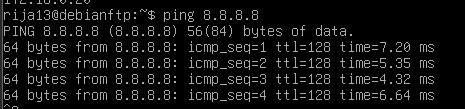 rija13@debianftp:~$ ping 8.8.8.8
PING 8.8.8.8 (8.8.8.8) 56(84) bytes of data.
64 bytes from 8.8.8.8: icmp_seq=1 ttl=128 time=7.20 ms
64 bytes from 8.8.8.8: icmp_seq=2 ttl=128 time=5.35 ms
64 bytes from 8.8.8.8: icmp_seq=3 ttl=128 time=4.32 ms
64 bytes from 8.8.8.8: icmp_seq=4 ttl=128 time=6.64 ms